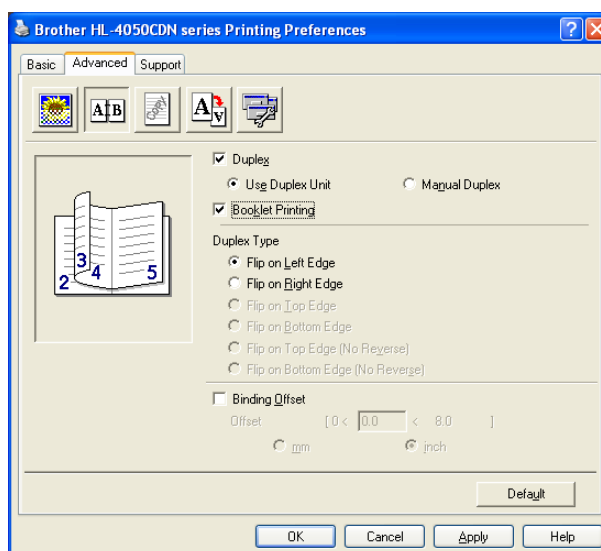 Brother HL-4050CDN series Printing Preferences
Basic Advanced Support
A B A A
Duplex
Use Duplex Unit Manual Duplex
Booklet Printing
Duplex Type
Flip on Left Edge
Flip on Right Edge
Flip on Top Edge
Flip on Bottom Edge
Flip on Top Edge (No Reverse)
Flip on Bottom Edge (No Reverse)
2 3 4 5
Binding Offset
Offset [ 0 < 0.0 < 8.0 ]
mm inch
Default
OK Cancel Apply Help